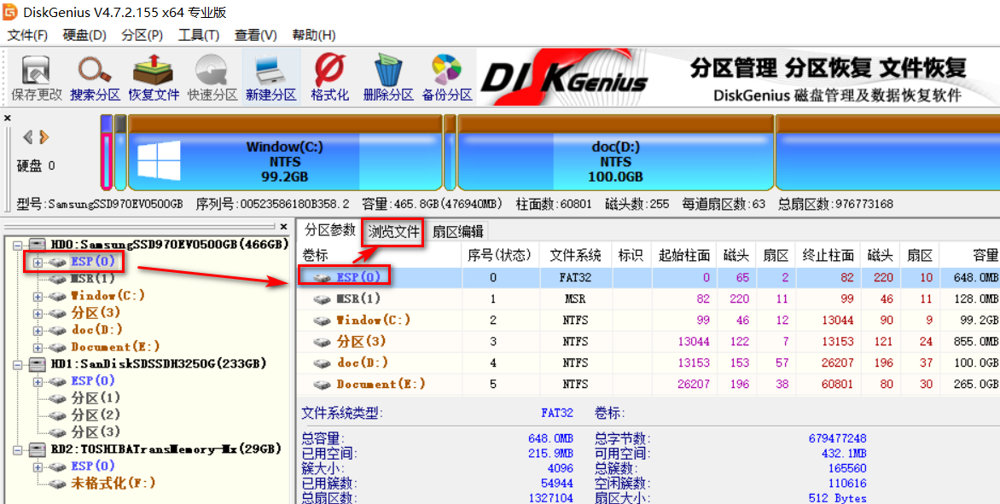 DiskGenius V4.7.2.155 x64 专业版
文件(F) 硬盘(D) 分区(P) 工具(T) 查看(V) 帮助(H)
保存更改 搜索分区 恢复文件 快速分区 新建分区 格式化 删除分区 备份分区
DISKGenius
分区管理 分区恢复 文件恢复
DiskGenius 磁盘管理及数据恢复软件
硬盘 0
Window(C:)
NTFS
99.2GB
doc(D:)
NTFS
100.0GB
型号:SamsungSSD970EVO500GB 序列号:00523586180B358.2 容量:465.8GB(476940MB) 柱面数:60801 磁头数:255 每道扇区数:63 总扇区数:976773168
HD0:SamsungSSD970EVO500GB(466GB)
ESP(0)
MSR(1)
Window(C:)
分区(3)
doc(D:)
Document(E:)
HD1:SanDiskSDSSDH3250G(233GB)
ESP(0)
分区(1)
分区(2)
分区(3)
RD2:TOSHIBATransMemory-Mx(29GB)
ESP(0)
未格式化(F:)
分区参数 浏览文件 扇区编辑
卷标 序号(状态) 文件系统 标识 起始柱面 磁头 扇区 终止柱面 磁头 扇区 容量
ESP(0) 0 FAT32 0 65 2 82 220 10 648.0MB
MSR(1) 1 MSR 82 220 11 99 46 11 128.0MB
Window(C:) 2 NTFS 99 46 12 13044 90 9 99.2GB
分区(3) 3 NTFS 13044 122 7 13153 121 24 855.0MB
doc(D:) 4 NTFS 13153 153 57 26207 196 37 100.0GB
Document(E:) 5 NTFS 26207 196 38 60801 80 30 265.0GB
文件系统类型: FAT32 卷标:
总容量: 648.0MB 总字节数: 679477248
已用空间: 215.9MB 可用空间: 432.1MB
簇大小: 4096 总簇数: 165560
已用簇数: 54944 空闲簇数: 110616
总扇区数: 1327104 扇区大小: 512 Bytes